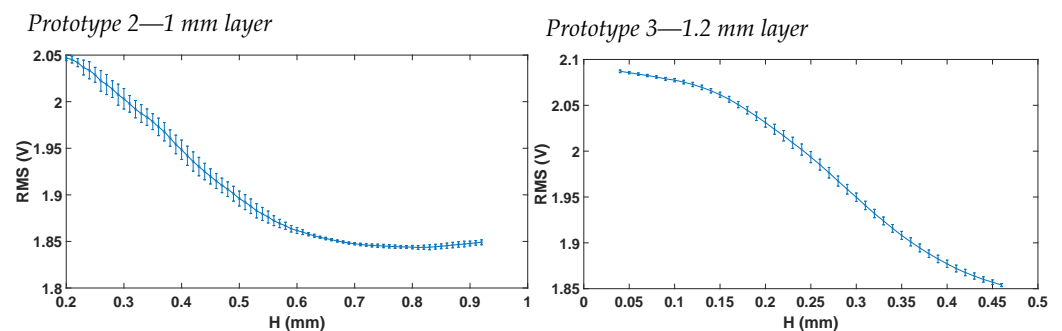 Prototype 2—1 mm layer
2.05
2
1.95
1.9
1.85
1.8
RMS (V)
0.2 0.3 0.4 0.5 0.6 0.7 0.8 0.9 1
H (mm)
Prototype 3—1.2 mm layer
2.1
2.05
2
1.95
1.9
1.85
RMS (V)
0 0.05 0.1 0.15 0.2 0.25 0.3 0.35 0.4 0.45 0.5
H (mm)